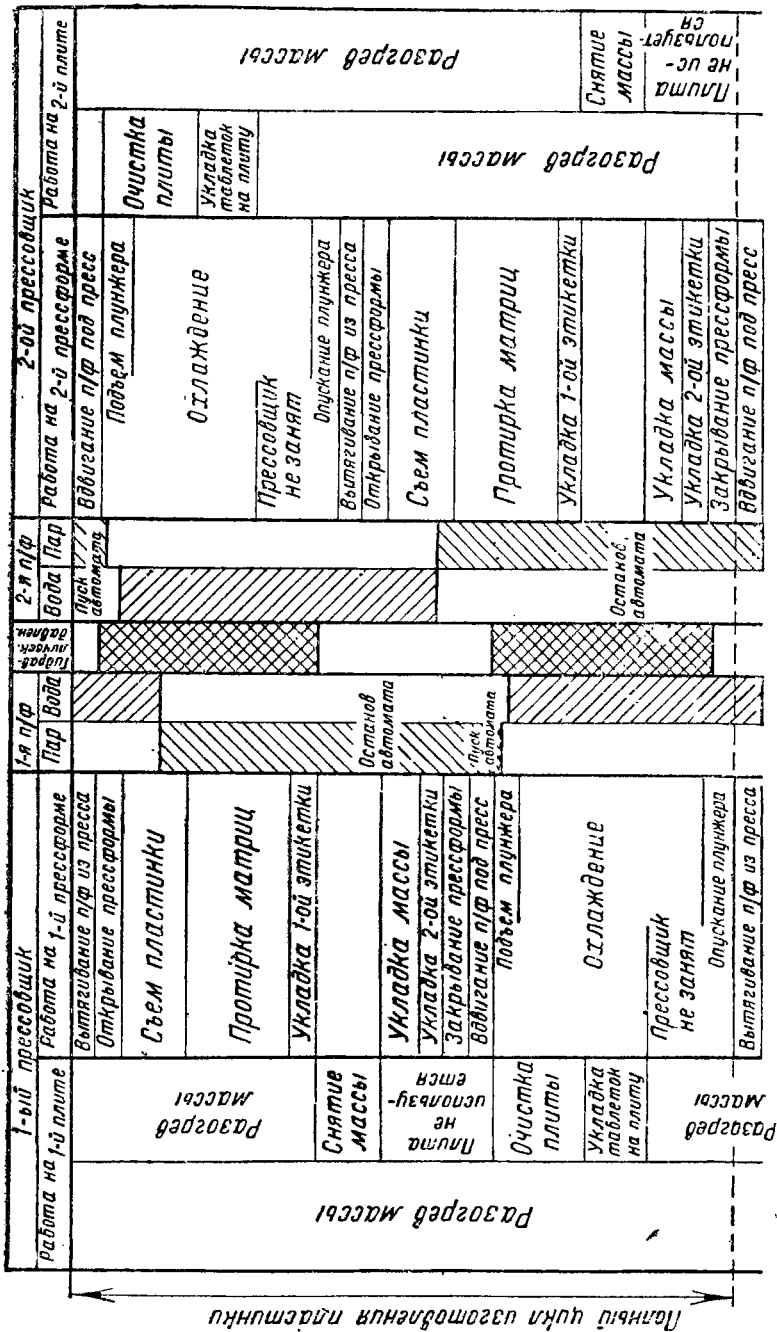 1-ый прессовщик
Работа на 1-й плите
Работа на 1-й прессформе
1-я п/ф
Пар
Вода
Гидрав-
лическ.
давлен.
2-я п/ф
Вода
Пар
2-ой прессовщик
Работа на 2-й прессформе
Работа на 2-й плите
Полный цикл изготовления пластинки
Разогрев массы
Разогрев
массы
Снятие
массы
Плита
не
использу-
ется
Очистка
плиты
Укладка
таблеток
на плиту
Разогрев
массы
Вытягивание п/ф из пресса
Открывание прессформы
Съем пластинки
Протирка матриц
Укладка 1-ой этикетки
Укладка массы
Укладка 2-ой этикетки
Закрывание прессформы
Вдвигание п/ф под пресс
Подъем плунжера
Охлаждение
Прессовщик
не занят
Опускание плунжера
Вытягивание п/ф из пресса
Останов
автомата
Пуск
автомата
Пуск
автомата
Останов
автомата
Вдвигание п/ф под пресс
Подъем плунжера
Охлаждение
Прессовщик
не занят
Опускание плунжера
Вытягивание п/ф из пресса
Открывание прессформы
Съем пластинки
Протирка матриц
Укладка 1-ой этикетки
Укладка массы
Укладка 2-ой этикетки
Закрывание прессформы
Вдвигание п/ф под пресс
Очистка
плиты
Укладка
таблеток
на плиту
Разогрев массы
Разогрев массы
Снятие
массы
Плита
не ис-
пользует-
ся